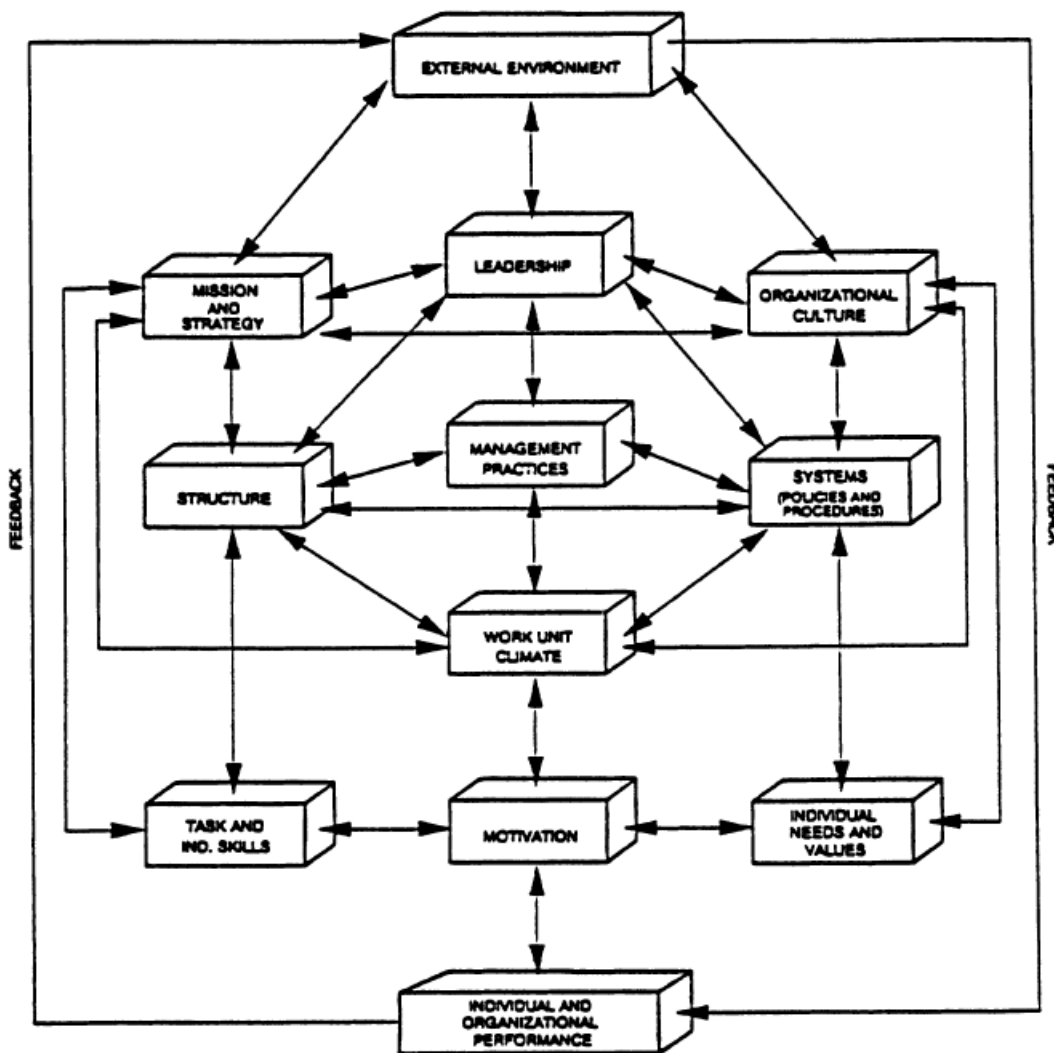 EXTERNAL ENVIRONMENT
LEADERSHIP
MISSION
AND
STRATEGY
ORGANIZATIONAL
CULTURE
MANAGEMENT
PRACTICES
STRUCTURE
SYSTEMS
(POLICIES AND
PROCEDURES)
FEEDBACK
FEEDBACK
WORK UNIT
CLIMATE
TASK AND
IND. SKILLS
MOTIVATION
INDIVIDUAL
NEEDS AND
VALUES
INDIVIDUAL AND
ORGANIZATIONAL
PERFORMANCE